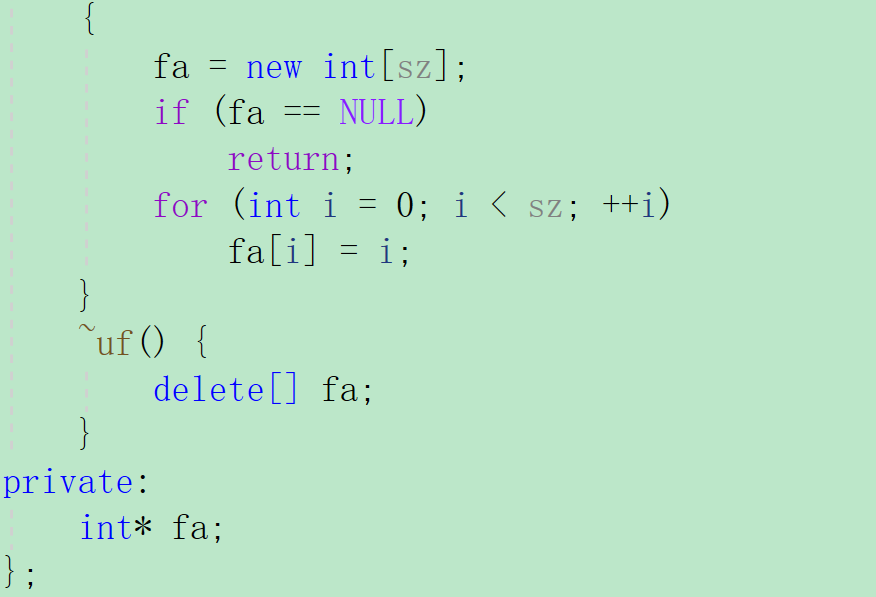 {
fa = new int[sz];
if (fa == NULL)
return;
for (int i = 0; i < sz; ++i)
fa[i] = i;
}
~uf() {
delete[] fa;
}
private:
int* fa;
};